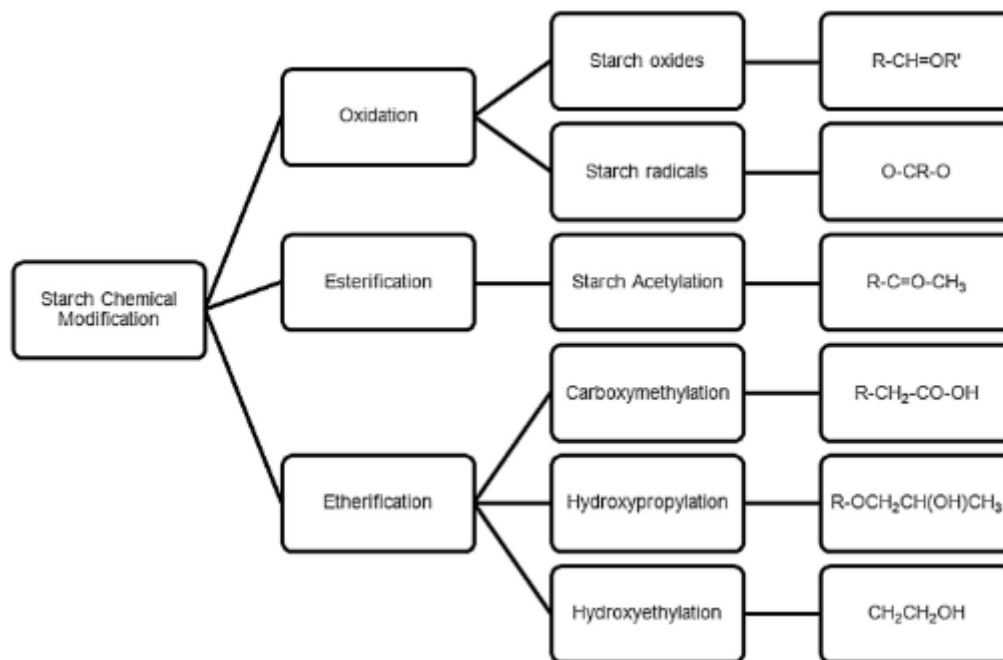 Starch oxides
R-CH=OR'
Oxidation
Starch radicals
O-CR-O
Starch Chemical
Modification
Esterification
Starch Acetylation
R-C=O-CH₃
Carboxymethylation
R-CH₂-CO-OH
Etherification
Hydroxypropylation
R-OCH₂CH(OH)CH₃
Hydroxyethylation
CH₂CH₂OH